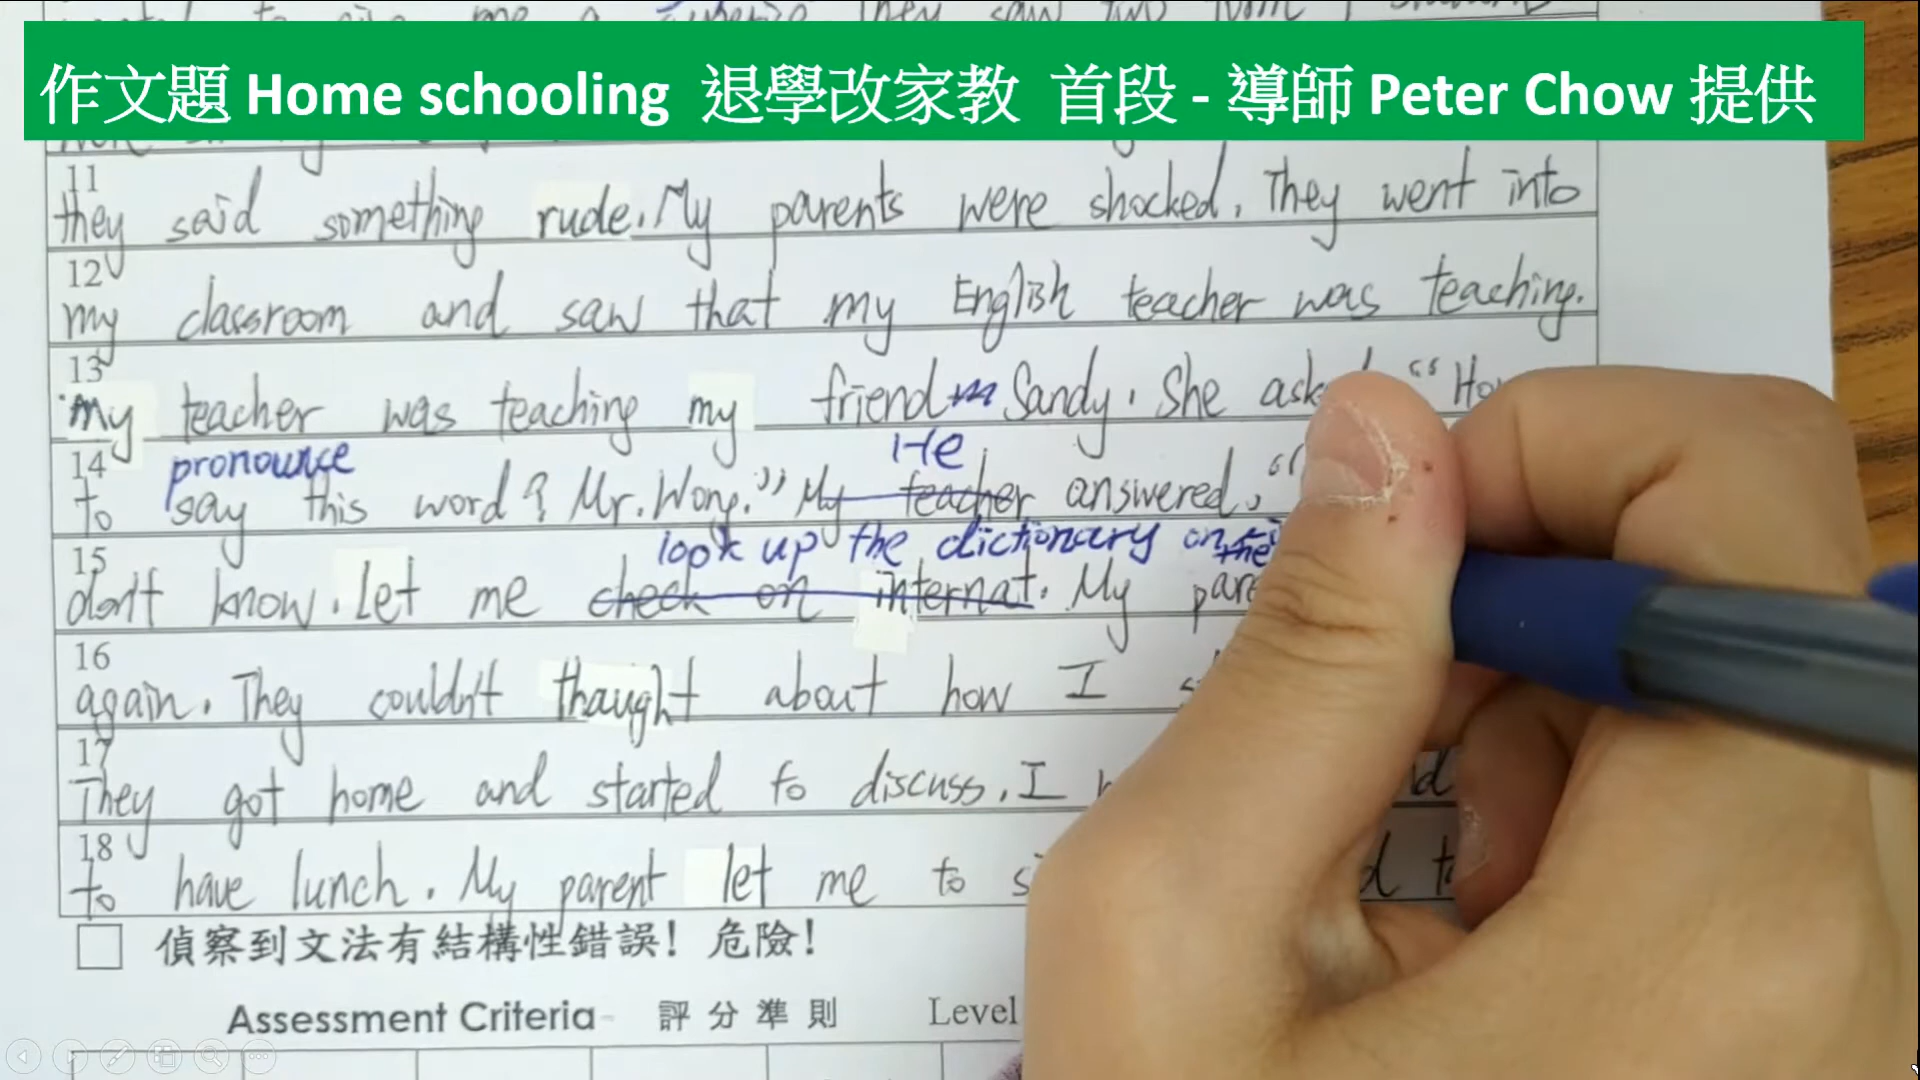 作文題 Home schooling 退學改家教 首段 - 導師 Peter Chow 提供
11
they said something rude. My parents were shocked. They went into
12
my classroom and saw that my English teacher was teaching.
13
my teacher was teaching my friend Sandy. She ask "Ho
pronounce He
14
to say this word? Mr. Wong." My teacher answered, "
look up the dictionary on the
15
don't know. Let me check on internat. My pare
16
again. They couldn't thaught about how I s
17
They got home and started to discuss. I
18
to have lunch. My parent let me to s
偵察到文法有結構性錯誤! 危險!
Assessment Criteria 評分準則 Level